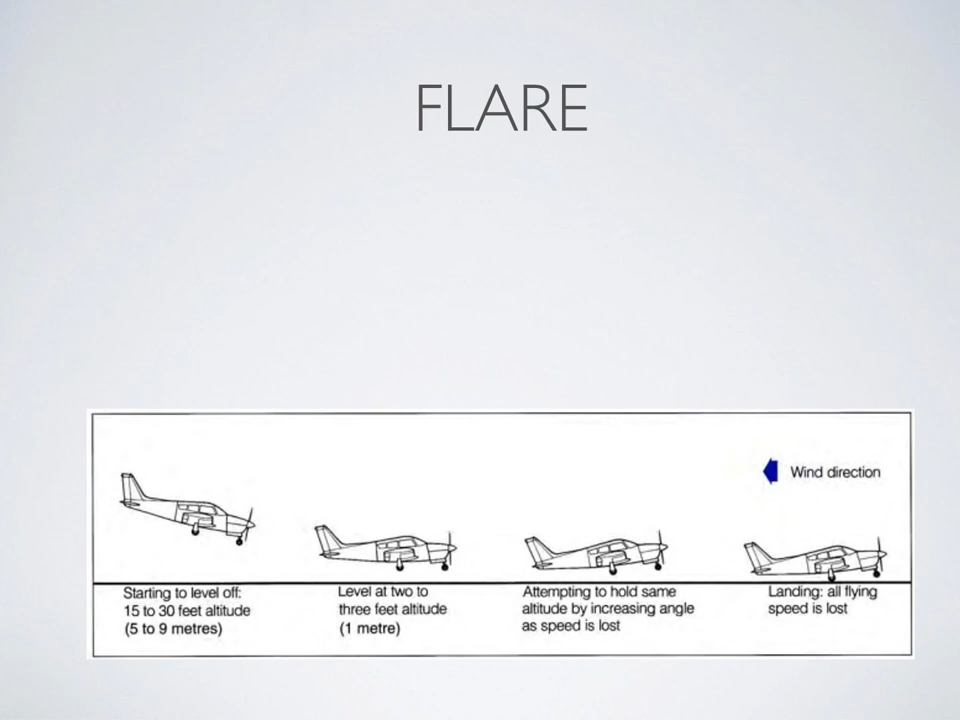 FLARE
Wind direction
Starting to level off:
15 to 30 feet altitude
(5 to 9 metres)
Level at two to
three feet altitude
(1 metre)
Attempting to hold same
altitude by increasing angle
as speed is lost
Landing: all flying
speed is lost